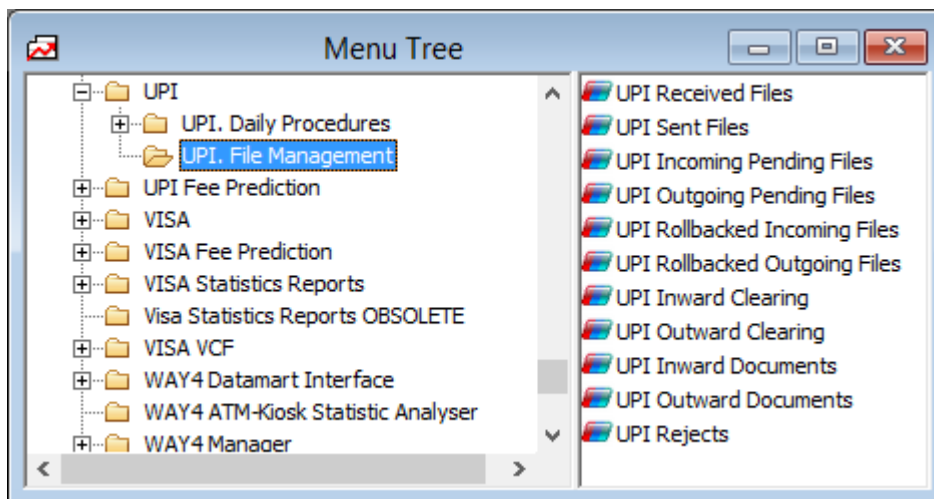 Menu Tree
UPI
UPI. Daily Procedures
UPI. File Management
UPI Fee Prediction
VISA
VISA Fee Prediction
VISA Statistics Reports
Visa Statistics Reports OBSOLETE
VISA VCF
WAY4 Datamart Interface
WAY4 ATM-Kiosk Statistic Analyser
WAY4 Manager
UPI Received Files
UPI Sent Files
UPI Incoming Pending Files
UPI Outgoing Pending Files
UPI Rollbacked Incoming Files
UPI Rollbacked Outgoing Files
UPI Inward Clearing
UPI Outward Clearing
UPI Inward Documents
UPI Outward Documents
UPI Rejects